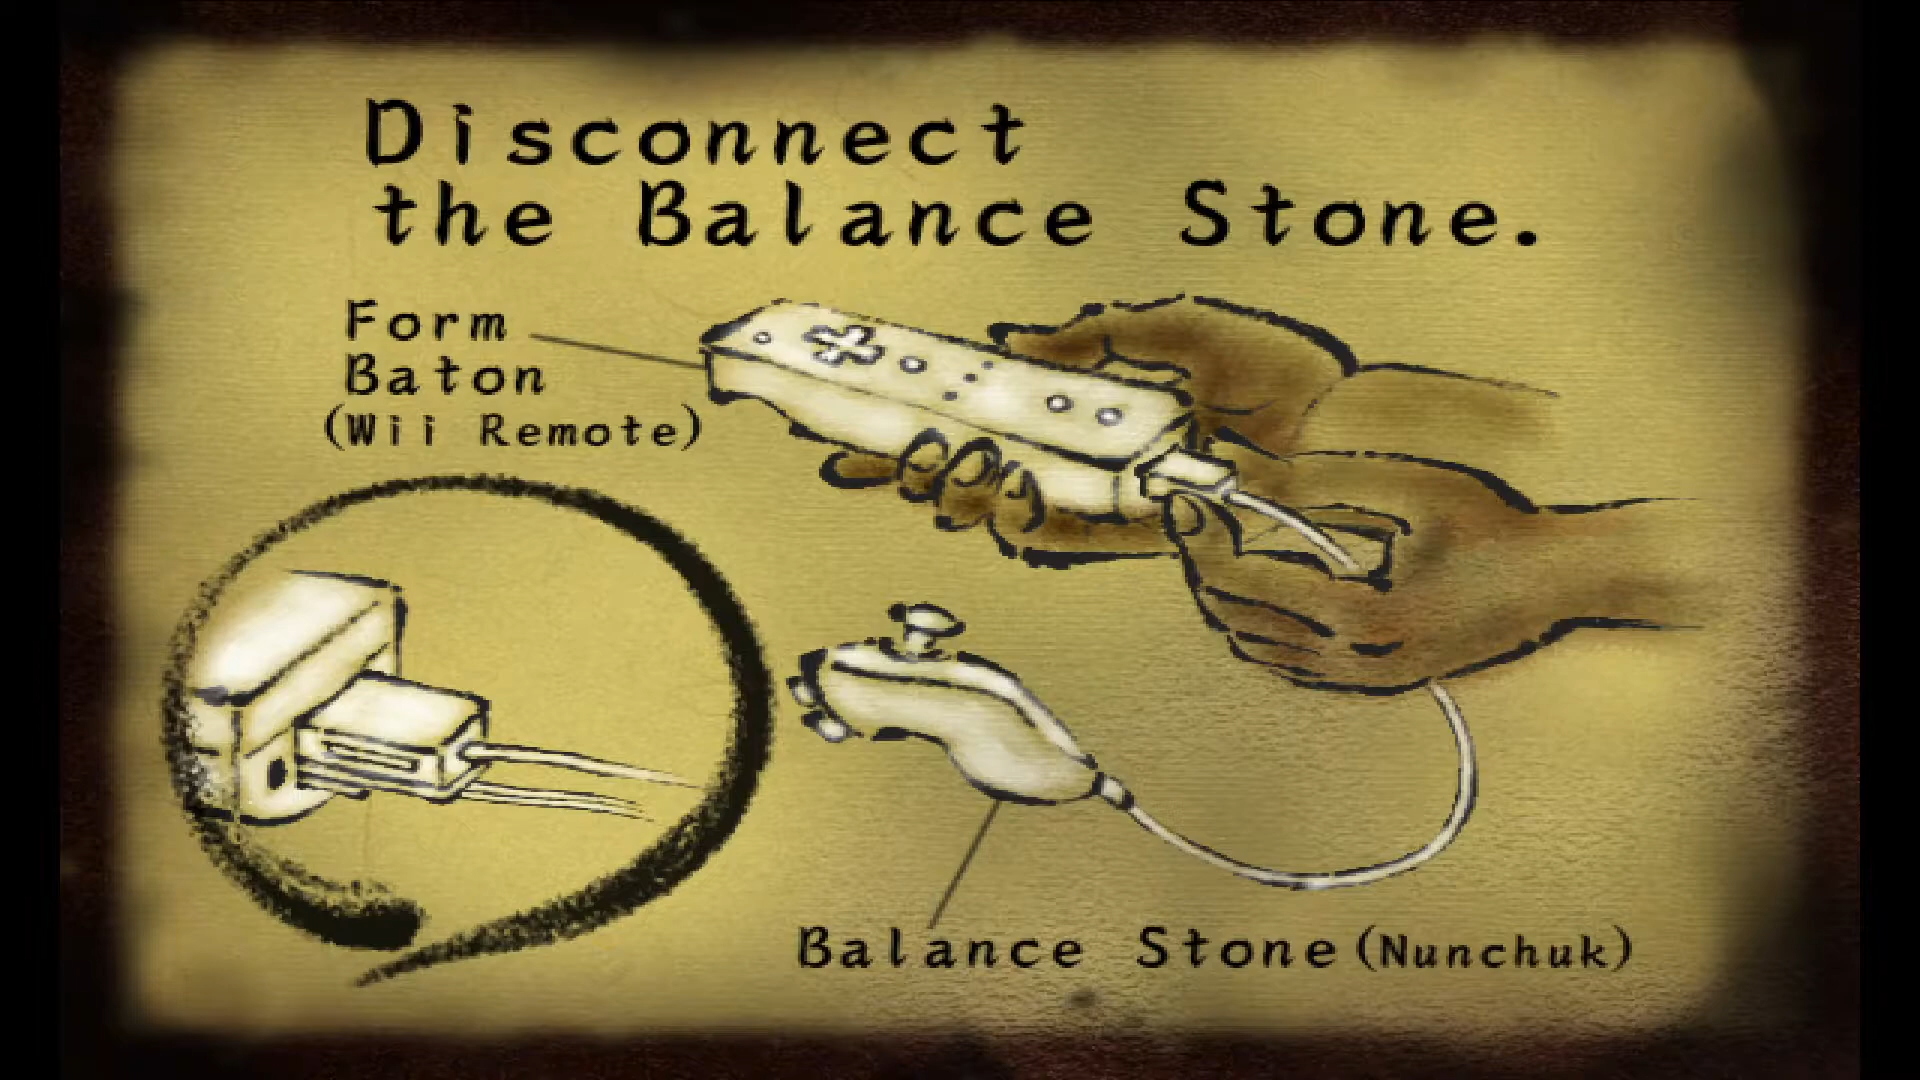 Disconnect
the Balance Stone.
Form
Baton
(Wii Remote)
Balance Stone (Nunchuk)